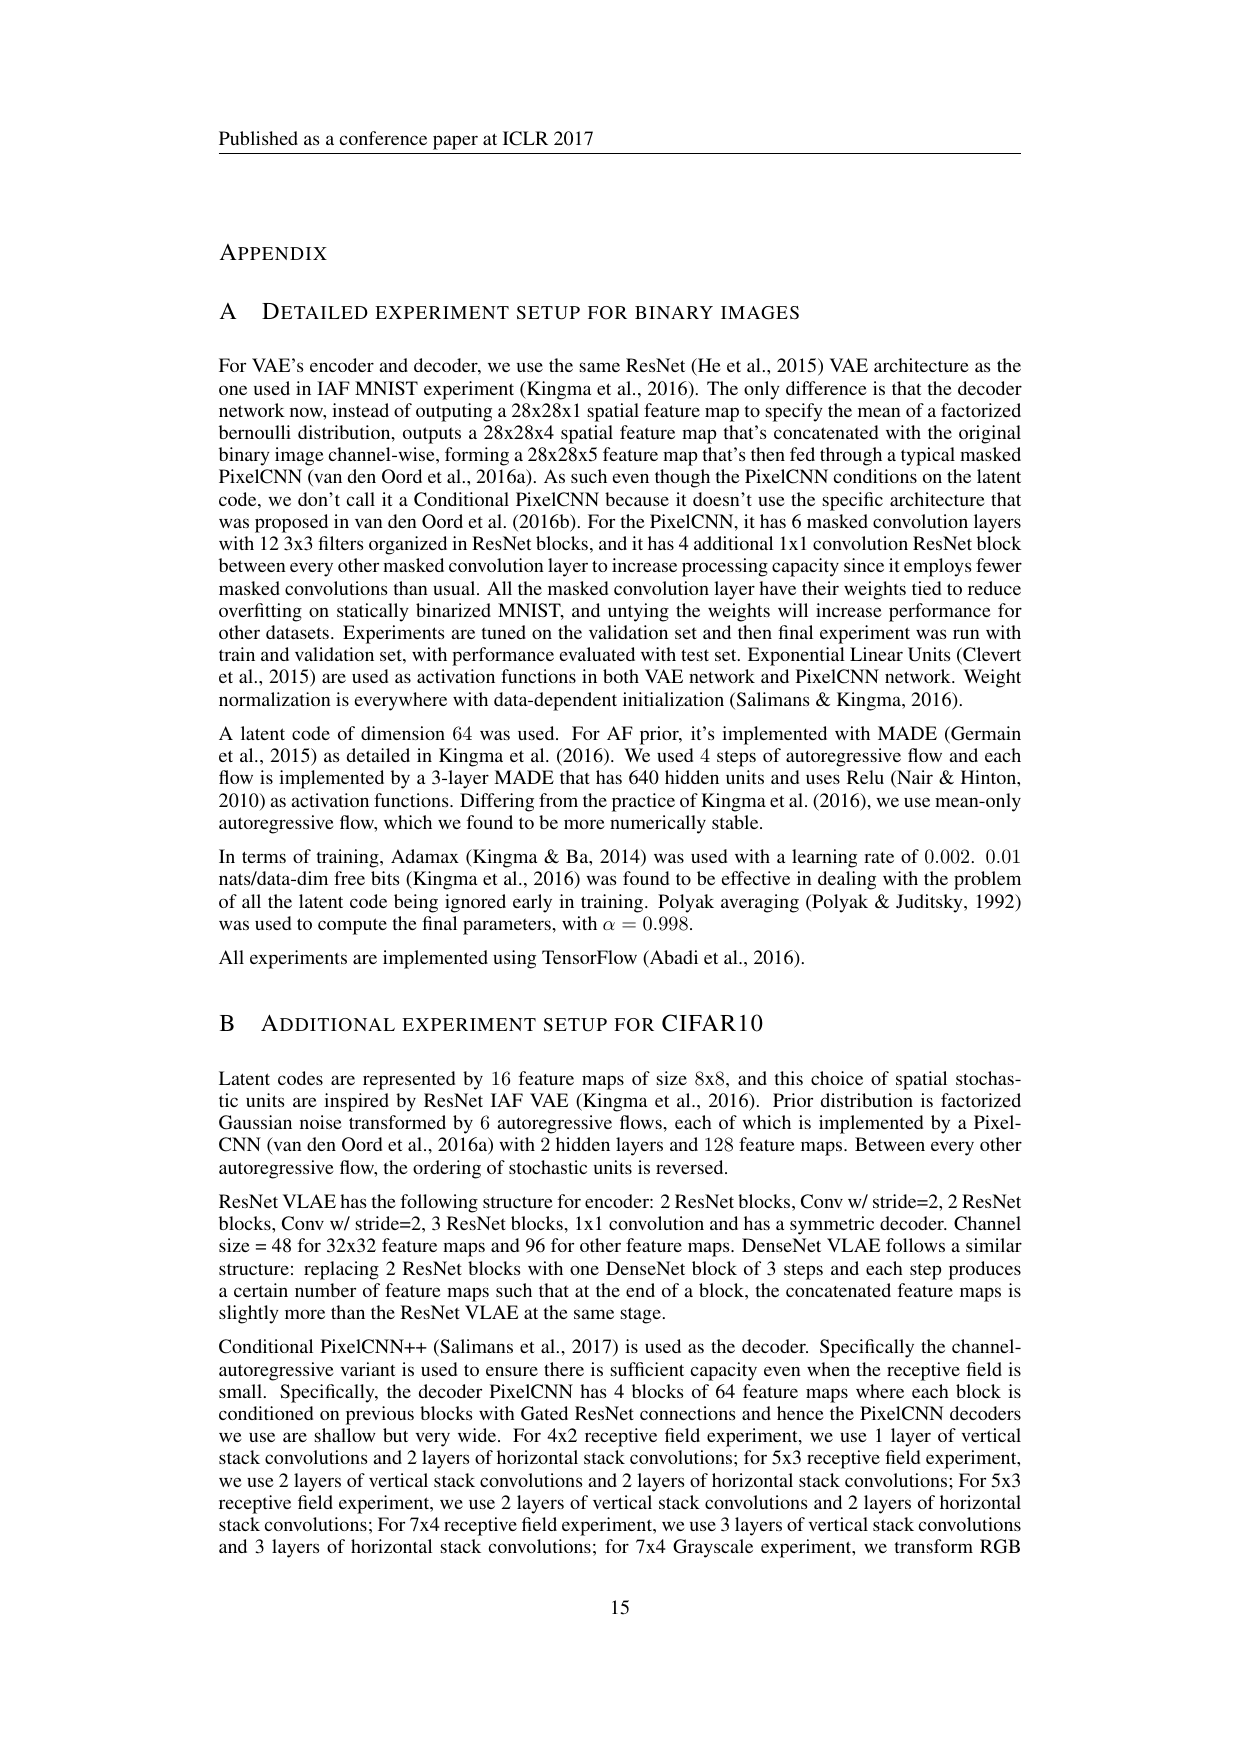 Published as a conference paper at ICLR 2017
APPENDIX
A DETAILED EXPERIMENT SETUP FOR BINARY IMAGES
For VAE's encoder and decoder, we use the same ResNet (He et al., 2015) VAE architecture as the
one used in IAF MNIST experiment (Kingma et al., 2016). The only difference is that the decoder
network now, instead of outputing a 28x28x1 spatial feature map to specify the mean of a factorized
bernoulli distribution, outputs a 28x28x4 spatial feature map that's concatenated with the original
binary image channel-wise, forming a 28x28x5 feature map that's then fed through a typical masked
PixelCNN (van den Oord et al., 2016a). As such even though the PixelCNN conditions on the latent
code, we don't call it a Conditional PixelCNN because it doesn't use the specific architecture that
was proposed in van den Oord et al. (2016b). For the PixelCNN, it has 6 masked convolution layers
with 12 3x3 filters organized in ResNet blocks, and it has 4 additional 1x1 convolution ResNet block
between every other masked convolution layer to increase processing capacity since it employs fewer
masked convolutions than usual. All the masked convolution layer have their weights tied to reduce
overfitting on statically binarized MNIST, and untying the weights will increase performance for
other datasets. Experiments are tuned on the validation set and then final experiment was run with
train and validation set, with performance evaluated with test set. Exponential Linear Units (Clevert
et al., 2015) are used as activation functions in both VAE network and PixelCNN network. Weight
normalization is everywhere with data-dependent initialization (Salimans & Kingma, 2016).
A latent code of dimension 64 was used. For AF prior, it's implemented with MADE (Germain
et al., 2015) as detailed in Kingma et al. (2016). We used 4 steps of autoregressive flow and each
flow is implemented by a 3-layer MADE that has 640 hidden units and uses Relu (Nair & Hinton,
2010) as activation functions. Differing from the practice of Kingma et al. (2016), we use mean-only
autoregressive flow, which we found to be more numerically stable.
In terms of training, Adamax (Kingma & Ba, 2014) was used with a learning rate of 0.002. 0.01
nats/data-dim free bits (Kingma et al., 2016) was found to be effective in dealing with the problem
of all the latent code being ignored early in training. Polyak averaging (Polyak & Juditsky, 1992)
was used to compute the final parameters, with α = 0.998.
All experiments are implemented using TensorFlow (Abadi et al., 2016).
B ADDITIONAL EXPERIMENT SETUP FOR CIFAR10
Latent codes are represented by 16 feature maps of size 8x8, and this choice of spatial stochas-
tic units are inspired by ResNet IAF VAE (Kingma et al., 2016). Prior distribution is factorized
Gaussian noise transformed by 6 autoregressive flows, each of which is implemented by a Pixel-
CNN (van den Oord et al., 2016a) with 2 hidden layers and 128 feature maps. Between every other
autoregressive flow, the ordering of stochastic units is reversed.
ResNet VLAE has the following structure for encoder: 2 ResNet blocks, Conv w/ stride=2, 2 ResNet
blocks, Conv w/ stride=2, 3 ResNet blocks, 1x1 convolution and has a symmetric decoder. Channel
size = 48 for 32x32 feature maps and 96 for other feature maps. DenseNet VLAE follows a similar
structure: replacing 2 ResNet blocks with one DenseNet block of 3 steps and each step produces
a certain number of feature maps such that at the end of a block, the concatenated feature maps is
slightly more than the ResNet VLAE at the same stage.
Conditional PixelCNN++ (Salimans et al., 2017) is used as the decoder. Specifically the channel-
autoregressive variant is used to ensure there is sufficient capacity even when the receptive field is
small. Specifically, the decoder PixelCNN has 4 blocks of 64 feature maps where each block is
conditioned on previous blocks with Gated ResNet connections and hence the PixelCNN decoders
we use are shallow but very wide. For 4x2 receptive field experiment, we use 1 layer of vertical
stack convolutions and 2 layers of horizontal stack convolutions; for 5x3 receptive field experiment,
we use 2 layers of vertical stack convolutions and 2 layers of horizontal stack convolutions; For 5x3
receptive field experiment, we use 2 layers of vertical stack convolutions and 2 layers of horizontal
stack convolutions; For 7x4 receptive field experiment, we use 3 layers of vertical stack convolutions
and 3 layers of horizontal stack convolutions; for 7x4 Grayscale experiment, we transform RGB
15